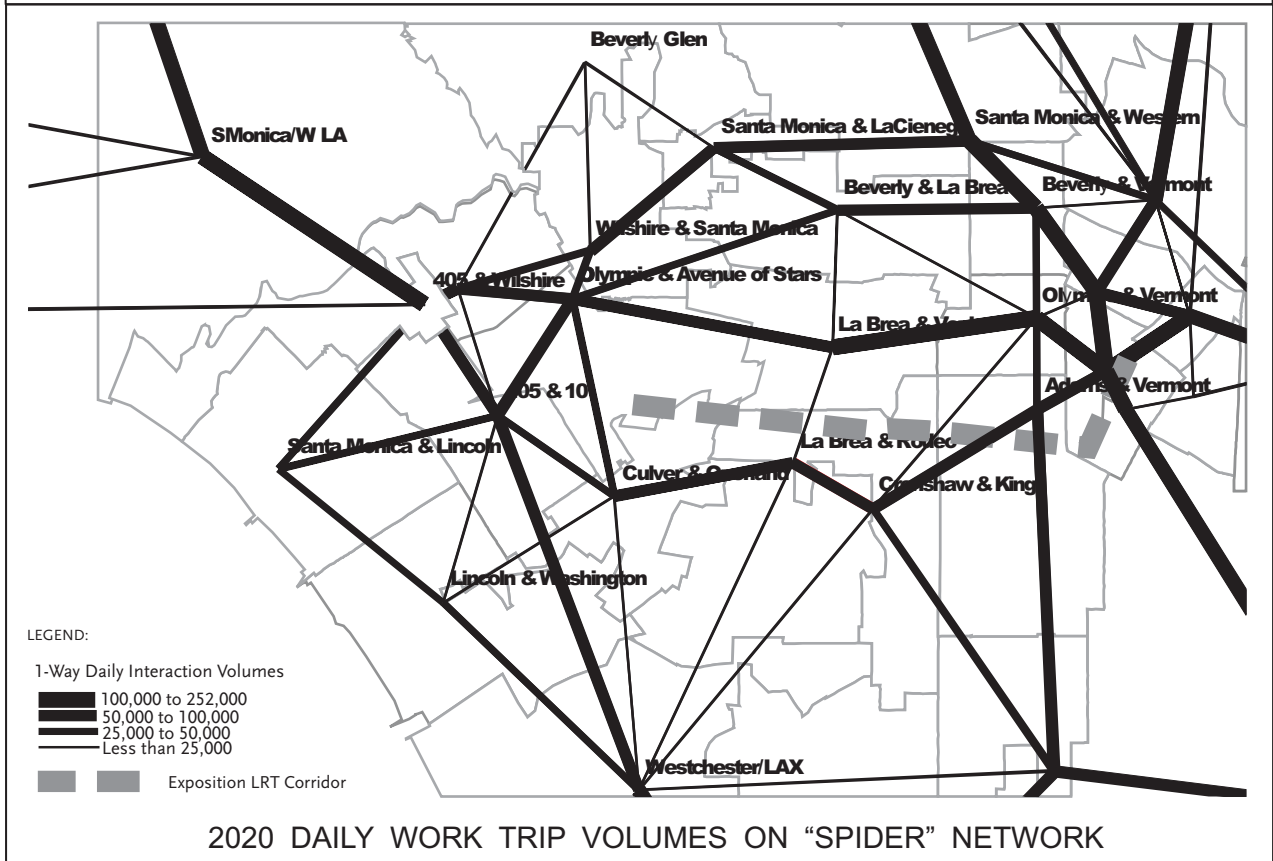 Beverly Glen
Santa Monica & Western
Santa Monica & LaCieneg
SMonica/W LA
Beverly & La Brea
Beverly & Vermont
Wilshire & Santa Monica
405 & Wilshire
Olympic & Avenue of Stars
Olympic & Vermont
La Brea &
Adams & Vermont
05 & 10
La Brea & Rodeo
Santa Monica & Lincoln
Culver &
Crenshaw & King
Lincoln & Washington
Westchester/LAX
LEGEND:
1-Way Daily Interaction Volumes
100,000 to 252,000
50,000 to 100,000
25,000 to 50,000
Less than 25,000
Exposition LRT Corridor
2020 DAILY WORK TRIP VOLUMES ON “SPIDER” NETWORK